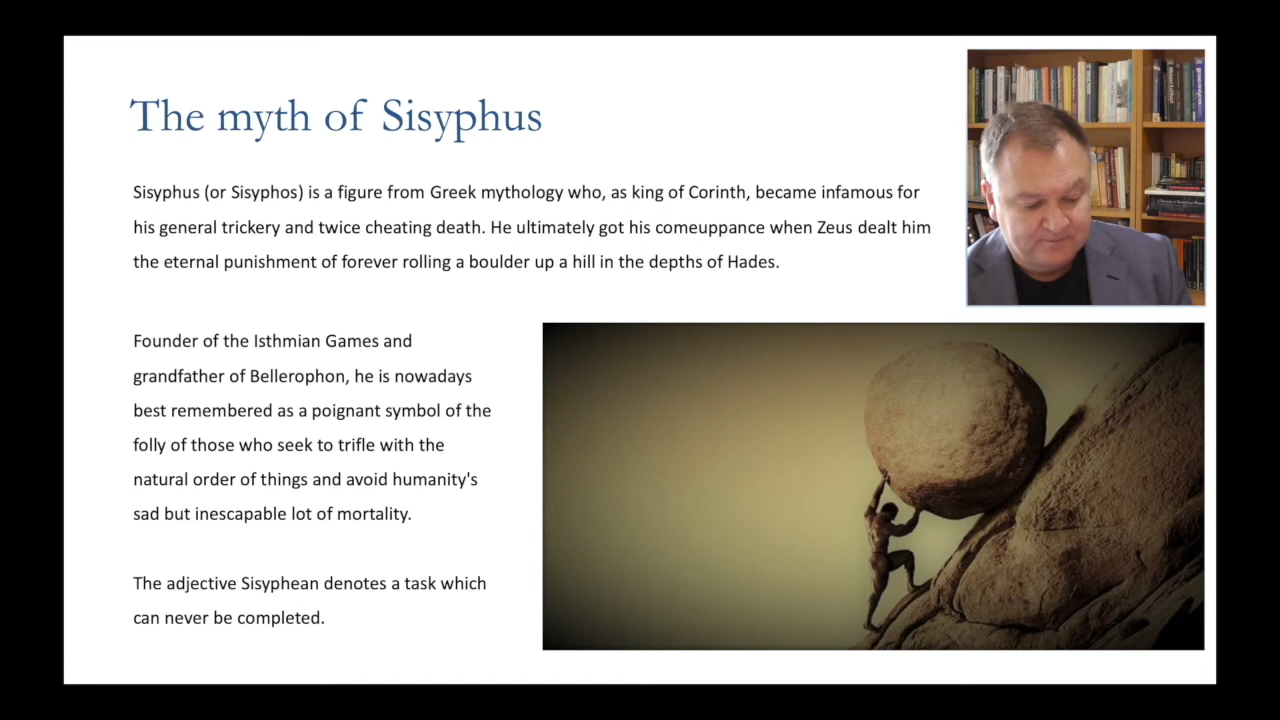 The myth of Sisyphus
Sisyphus (or Sisyphos) is a figure from Greek mythology who, as king of Corinth, became infamous for
his general trickery and twice cheating death. He ultimately got his comeuppance when Zeus dealt him
the eternal punishment of forever rolling a boulder up a hill in the depths of Hades.
Founder of the Isthmian Games and
grandfather of Bellerophon, he is nowadays
best remembered as a poignant symbol of the
folly of those who seek to trifle with the
natural order of things and avoid humanity's
sad but inescapable lot of mortality.
The adjective Sisyphean denotes a task which
can never be completed.